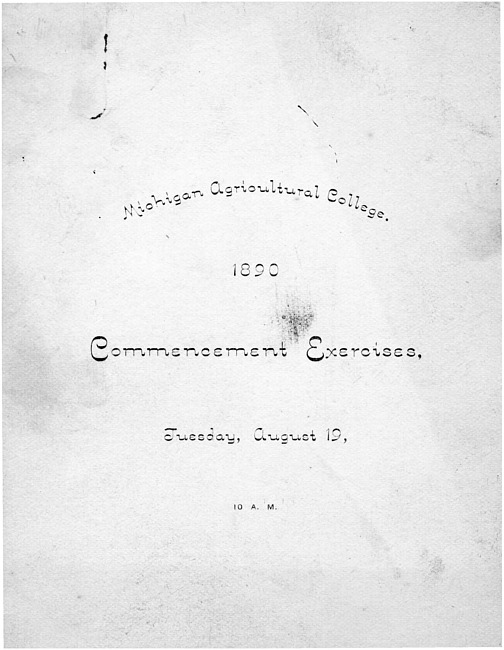 Michigan Agricultural College.
1890
Commencement Exercises,
Tuesday, August 19,
10 A. M.